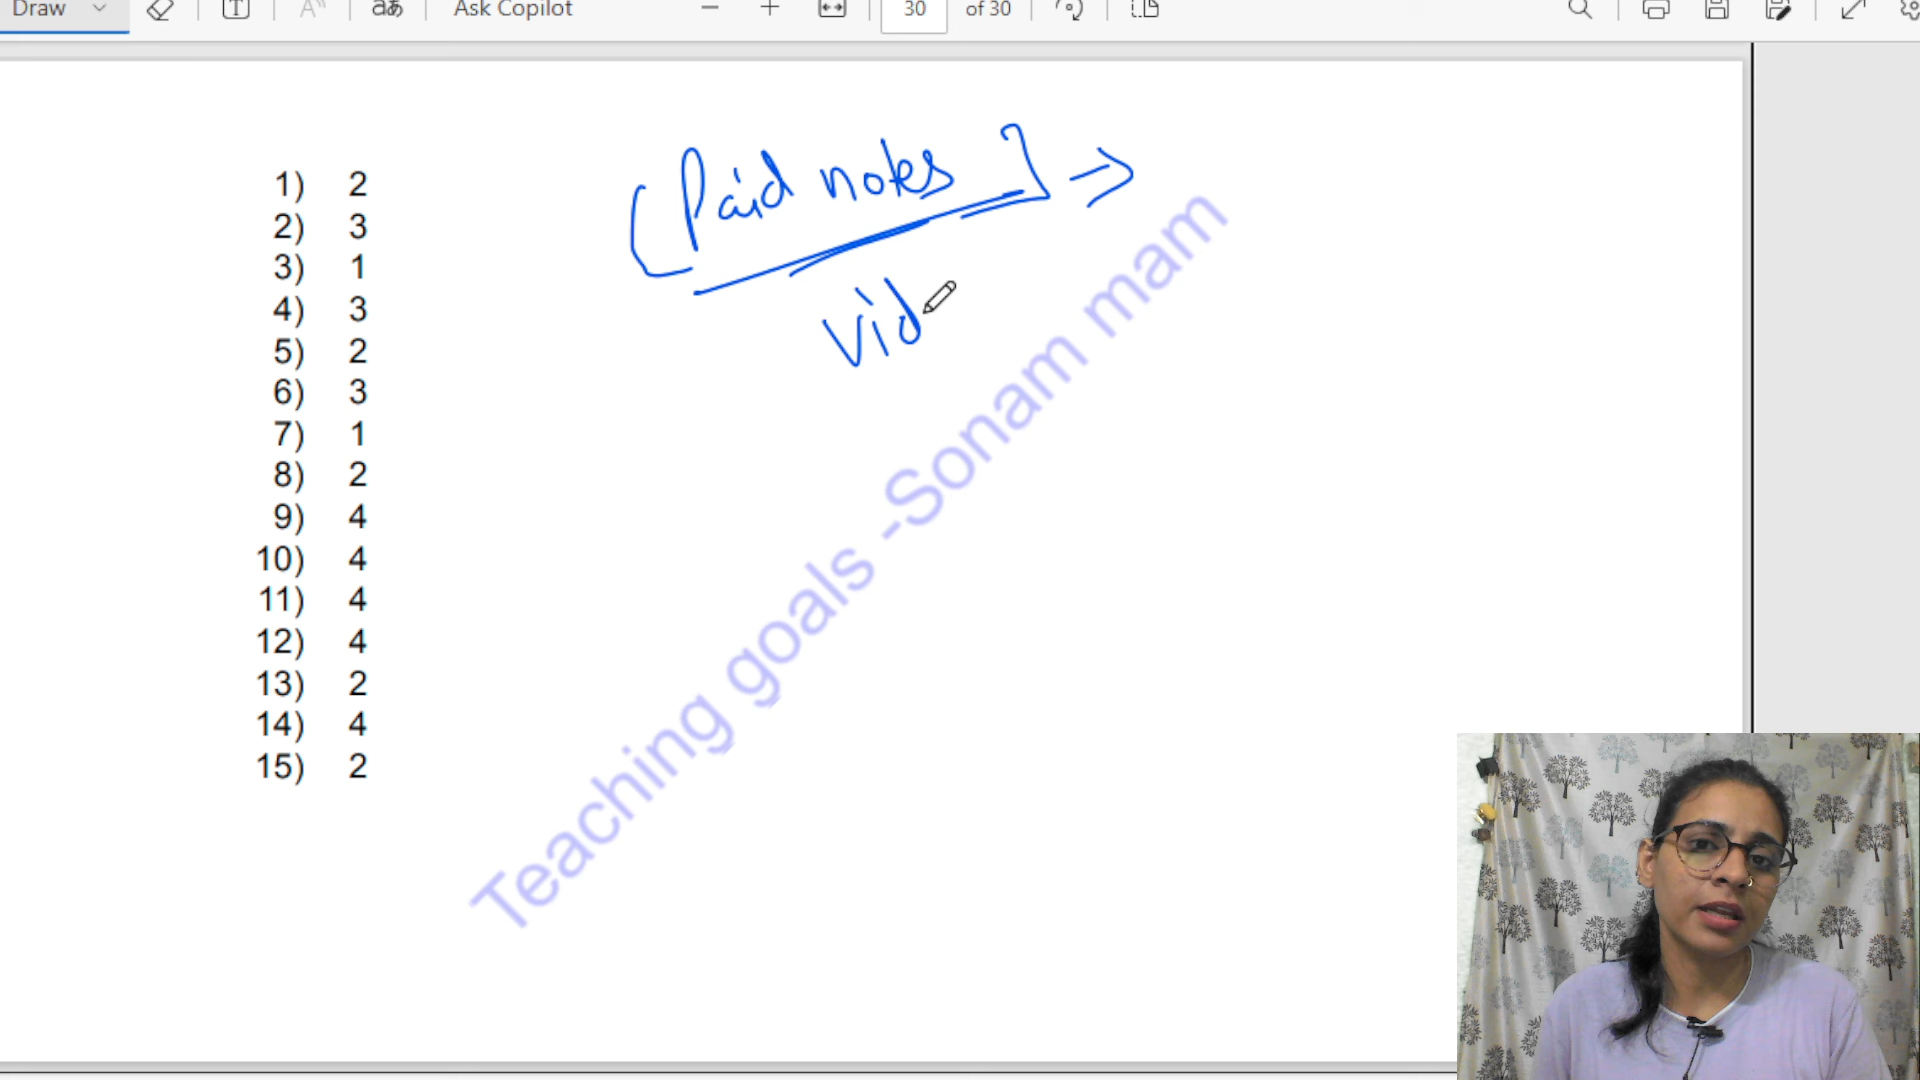 Draw
T
A
aあ
Ask Copilot
30
of 30
1) 2
2) 3
3) 1
4) 3
5) 2
6) 3
7) 1
8) 2
9) 4
10) 4
11) 4
12) 4
13) 2
14) 4
15) 2
[Paid notes] →
vid
Teaching goals -Sonam mam